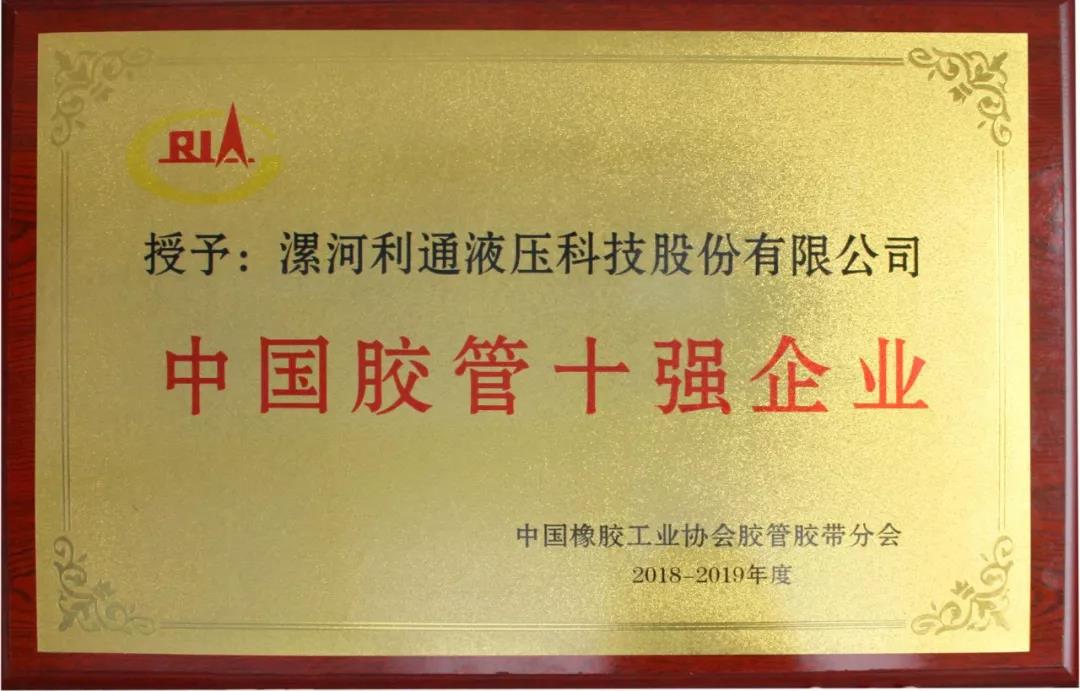 RIA
授予：漯河利通液压科技股份有限公司
中国胶管十强企业
中国橡胶工业协会胶管胶带分会
2018-2019年度